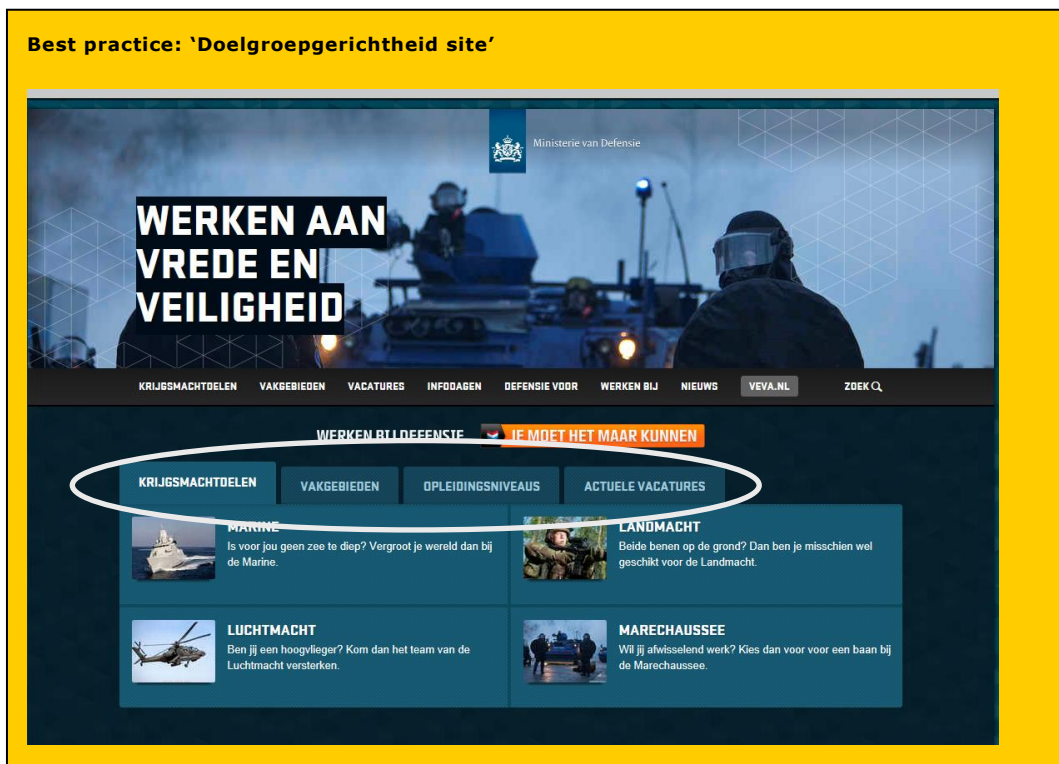 Best practice: ‘Doelgroepgerichtheid site’
Ministerie van Defensie
WERKEN AAN
VREDE EN
VEILIGHEID
KRIJGSMACHTDELEN VAKGEBIEDEN VACATURES INFODAGEN DEFENSIE VOOR WERKEN BIJ NIEUWS VEVA.NL ZOEK
WERKEN BIJ DEFENSIE JE MOET HET MAAR KUNNEN
KRIJGSMACHTDELEN VAKGEBIEDEN OPLEIDINGSNIVEAUS ACTUELE VACATURES
MARINE
Is voor jou geen zee te diep? Vergroot je wereld dan bij
de Marine.
LANDMACHT
Beide benen op de grond? Dan ben je misschien wel
geschikt voor de Landmacht.
LUCHTMACHT
Ben jij een hoogvlieger? Kom dan het team van de
Luchtmacht versterken.
MARECHAUSSEE
Wil jij afwisselend werk? Kies dan voor voor een baan bij
de Marechaussee.